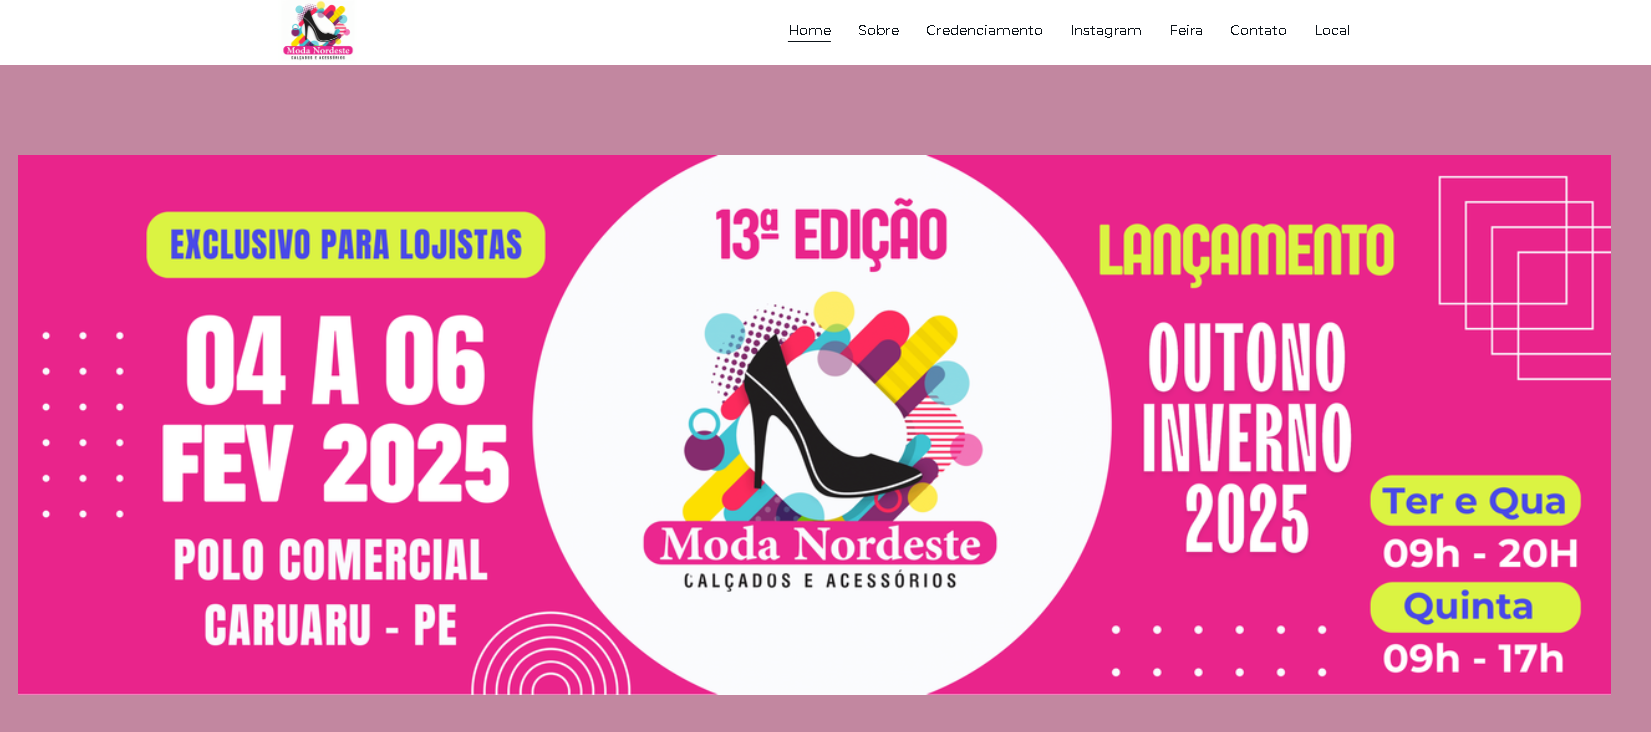 Moda Nordeste
CALÇADOS E ACESSÓRIOS
Home Sobre Credenciamento Instagram Feira Contato Local
EXCLUSIVO PARA LOJISTAS
04 A 06
FEV 2025
POLO COMERCIAL
CARUARU - PE
13ª EDIÇÃO
Moda Nordeste
CALÇADOS E ACESSÓRIOS
LANÇAMENTO
OUTONO
INVERNO
2025
Ter e Qua
09h - 20H
Quinta
09h - 17h